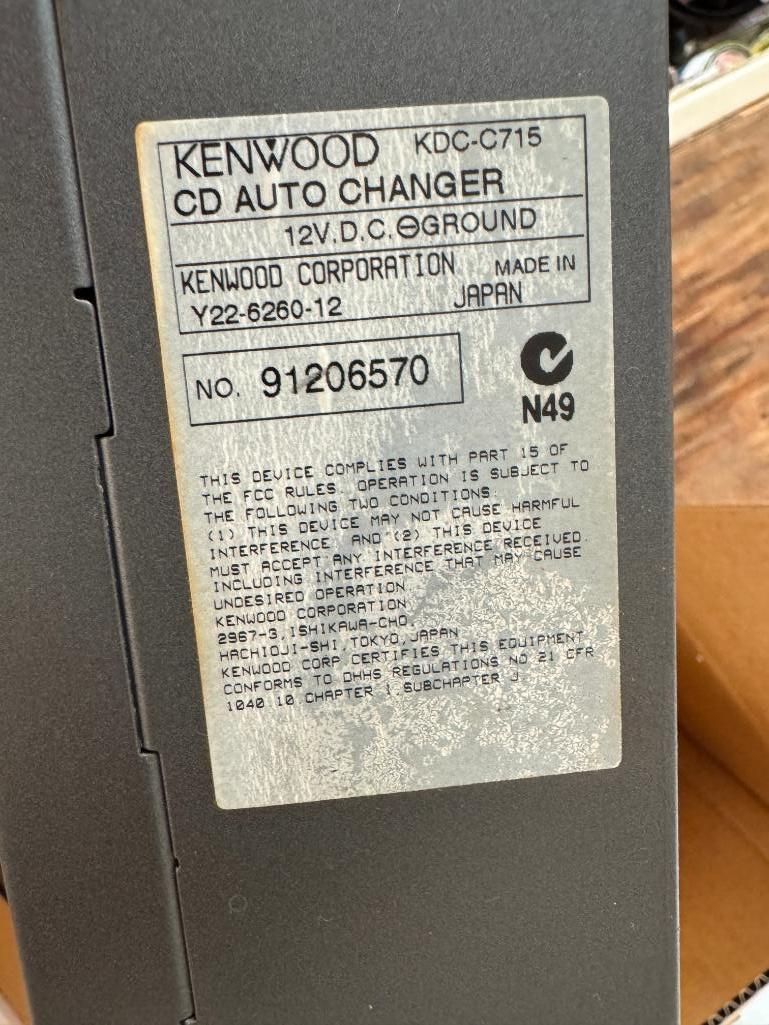 KENWOOD KDC-C715
CD AUTO CHANGER
12V.D.C.⊖GROUND
KENWOOD CORPORATION MADE IN
Y22-6260-12 JAPAN
NO. 91206570
N49
THIS DEVICE COMPLIES WITH PART 15 OF
THE FCC RULES. OPERATION IS SUBJECT TO
THE FOLLOWING TWO CONDITIONS:
(1) THIS DEVICE MAY NOT CAUSE HARMFUL
INTERFERENCE, AND (2) THIS DEVICE
MUST ACCEPT ANY INTERFERENCE RECEIVED.
INCLUDING INTERFERENCE THAT MAY CAUSE
UNDESIRED OPERATION
KENWOOD CORPORATION
2967-3, ISHIKAWA-CHO,
HACHIOJI-SHI, TOKYO, JAPAN
KENWOOD CORP CERTIFIES THIS EQUIPMENT
CONFORMS TO DHHS REGULATIONS NO 21 CFR
1040.10 CHAPTER 1 SUBCHAPTER J